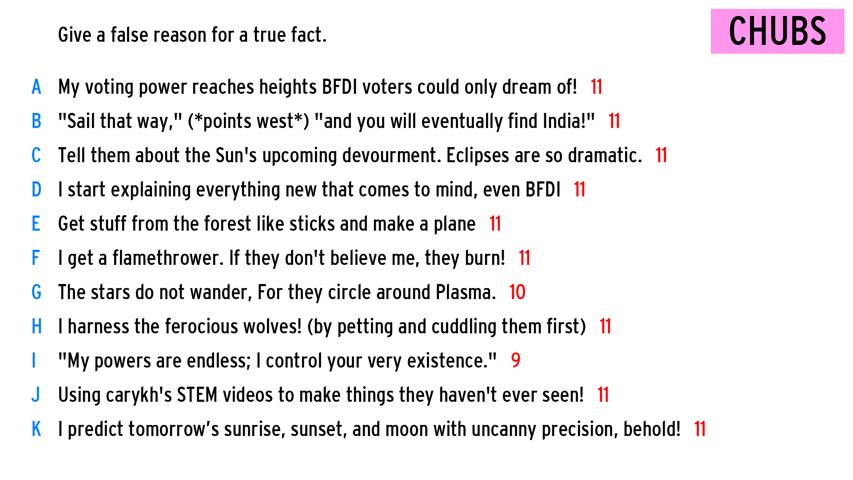 Give a false reason for a true fact.
CHUBS
A My voting power reaches heights BFDI voters could only dream of! 11
B "Sail that way," (*points west*) "and you will eventually find India!" 11
C Tell them about the Sun's upcoming devourment. Eclipses are so dramatic. 11
D I start explaining everything new that comes to mind, even BFDI 11
E Get stuff from the forest like sticks and make a plane 11
F I get a flamethrower. If they don't believe me, they burn! 11
G The stars do not wander, For they circle around Plasma. 10
H I harness the ferocious wolves! (by petting and cuddling them first) 11
I "My powers are endless; I control your very existence." 9
J Using carykh's STEM videos to make things they haven't ever seen! 11
K I predict tomorrow’s sunrise, sunset, and moon with uncanny precision, behold! 11